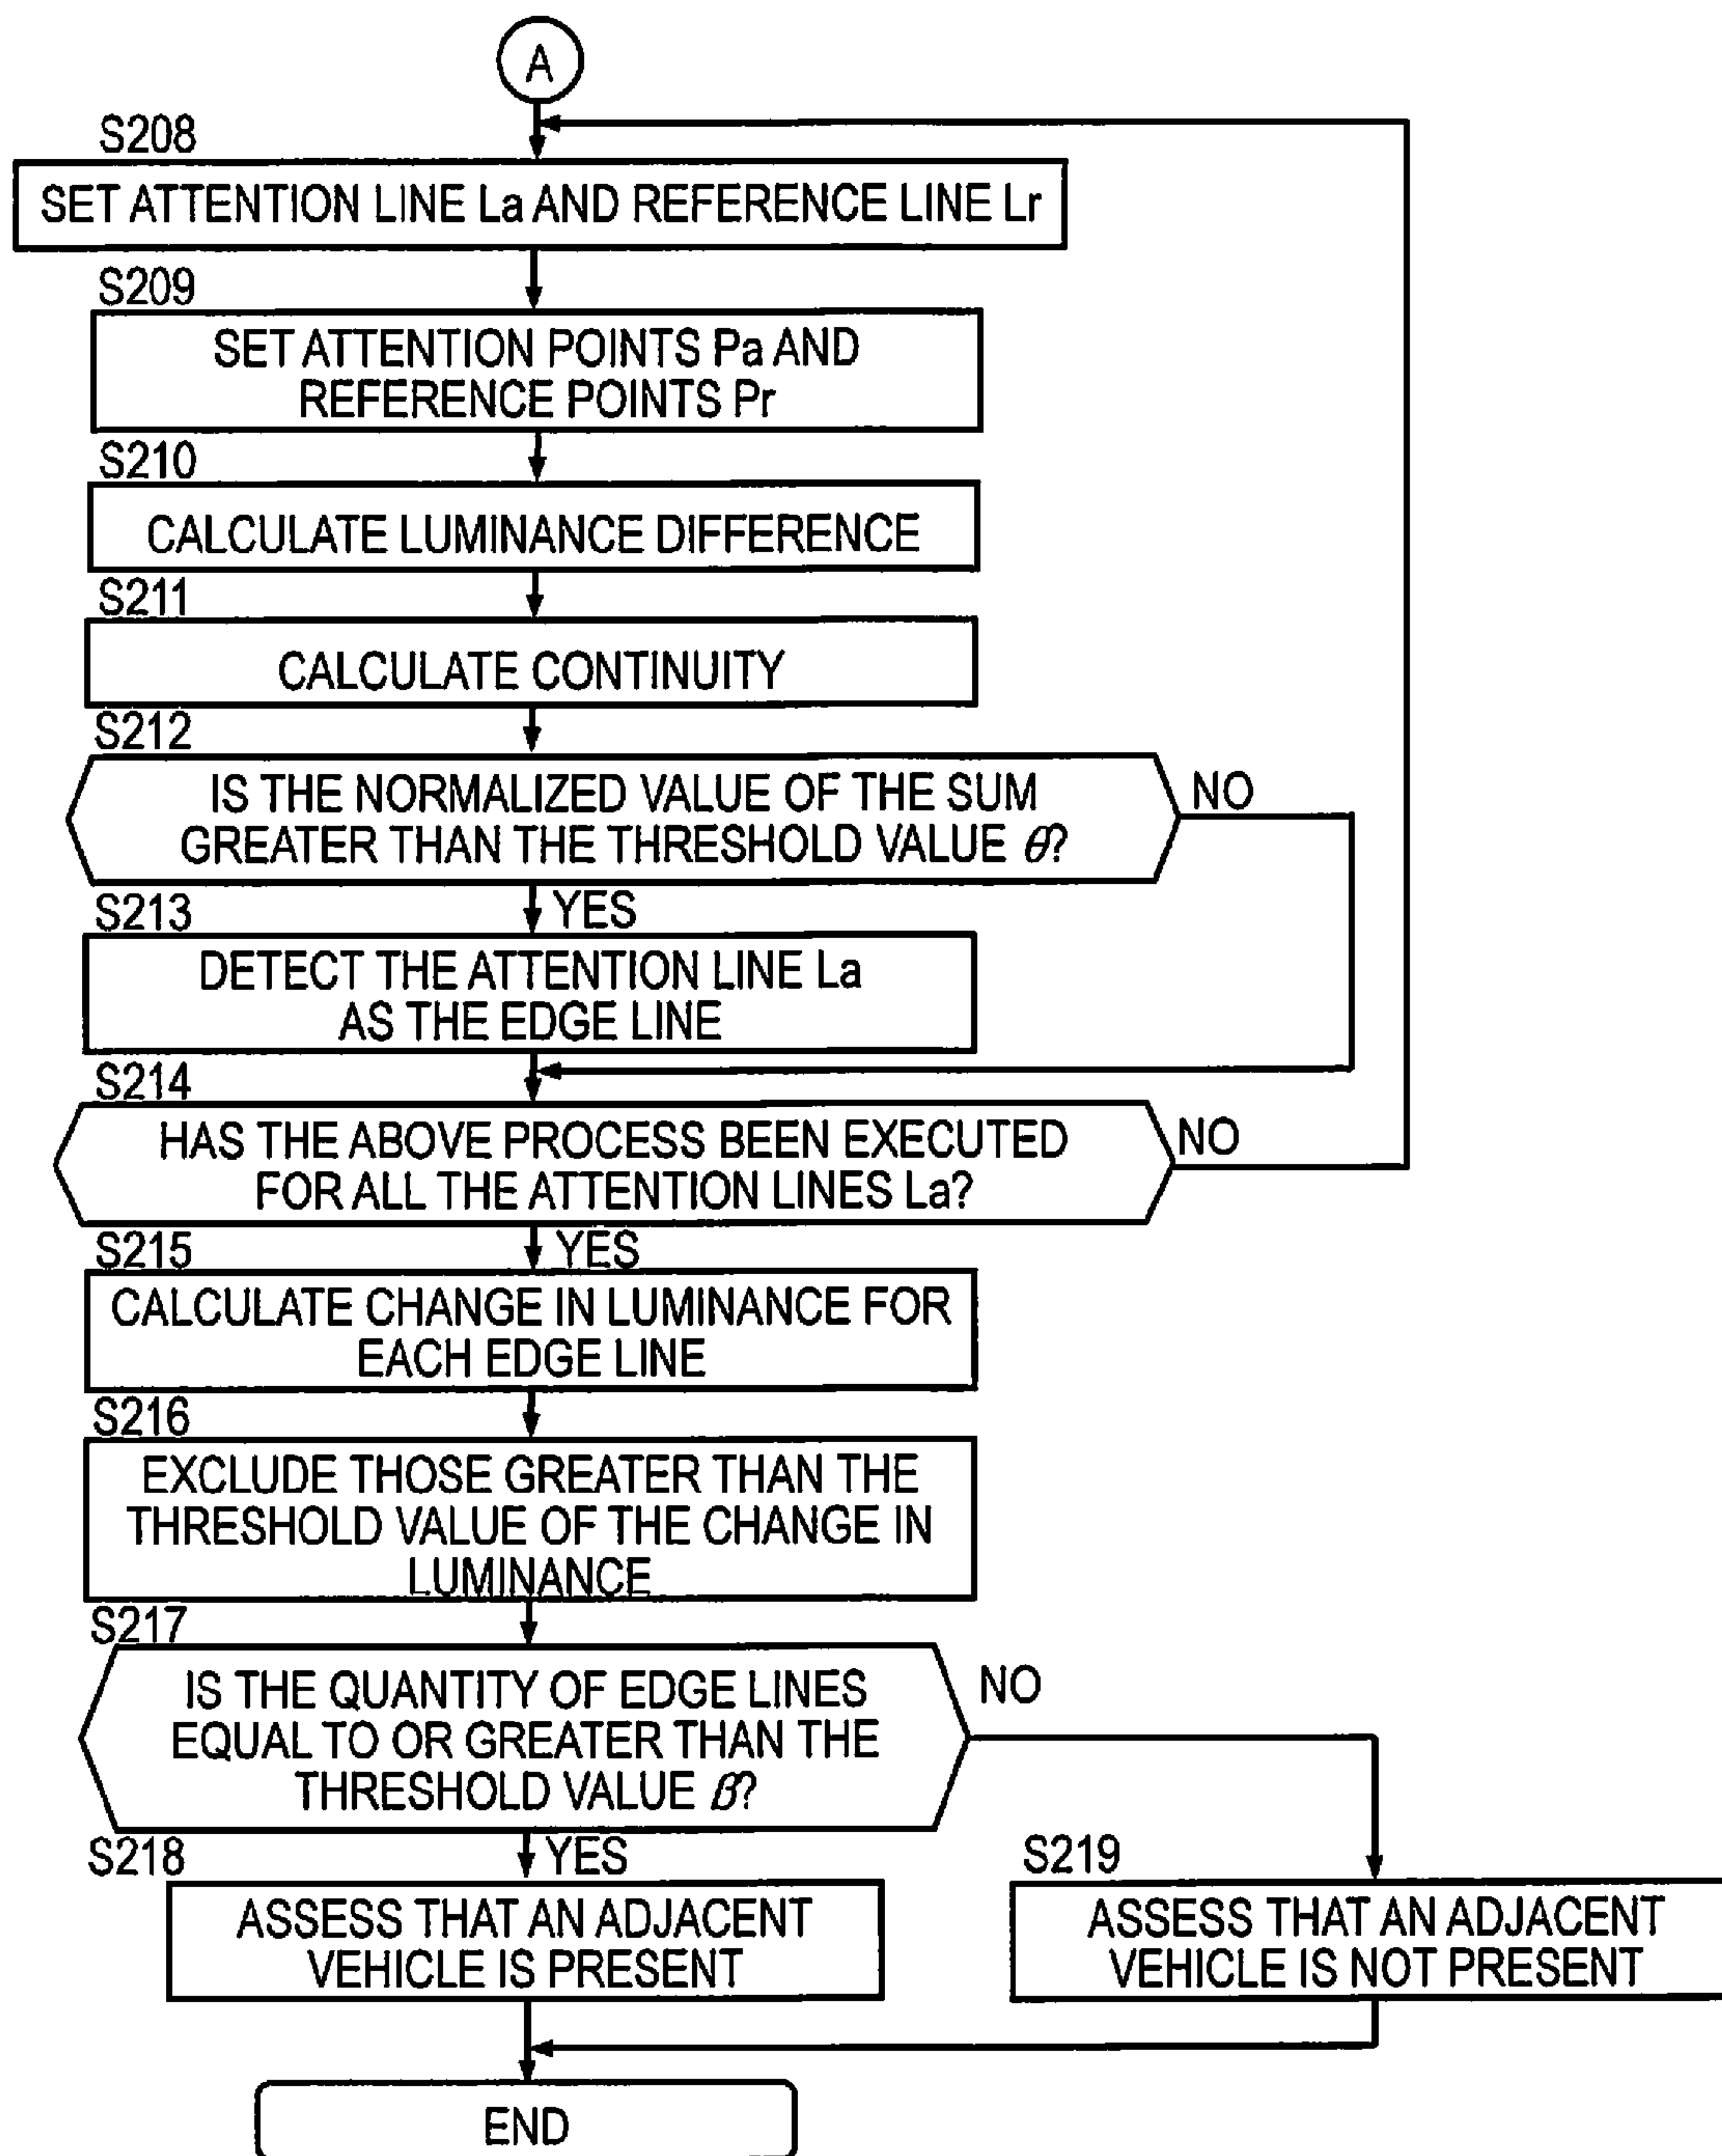 A
S208
SET ATTENTION LINE La AND REFERENCE LINE Lr
S209
SET ATTENTION POINTS Pa AND
REFERENCE POINTS Pr
S210
CALCULATE LUMINANCE DIFFERENCE
S211
CALCULATE CONTINUITY
S212
IS THE NORMALIZED VALUE OF THE SUM
GREATER THAN THE THRESHOLD VALUE θ?
NO
YES
S213
DETECT THE ATTENTION LINE La
AS THE EDGE LINE
S214
HAS THE ABOVE PROCESS BEEN EXECUTED
FOR ALL THE ATTENTION LINES La?
NO
YES
S215
CALCULATE CHANGE IN LUMINANCE FOR
EACH EDGE LINE
S216
EXCLUDE THOSE GREATER THAN THE
THRESHOLD VALUE OF THE CHANGE IN
LUMINANCE
S217
IS THE QUANTITY OF EDGE LINES
EQUAL TO OR GREATER THAN THE
THRESHOLD VALUE β?
NO
YES
S218
ASSESS THAT AN ADJACENT
VEHICLE IS PRESENT
S219
ASSESS THAT AN ADJACENT
VEHICLE IS NOT PRESENT
END